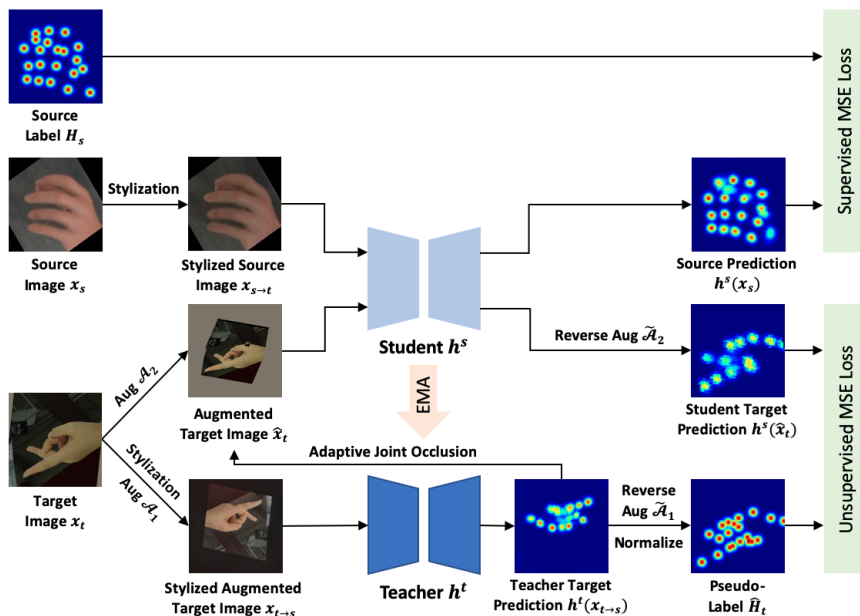 Source
Label H_s
Supervised MSE Loss
Stylization
Source
Image x_s
Stylized Source
Image x_{s→t}
Source Prediction
h^s(x_s)
Student h^s
Aug 𝒜_2
Augmented
Target Image x̂_t
Reverse Aug 𝒜̃_2
Student Target
Prediction h^s(x̂_t)
Unsupervised MSE Loss
EMA
Adaptive Joint Occlusion
Target
Image x_t
Stylization
Aug 𝒜_1
Stylized Augmented
Target Image x_{t→s}
Teacher h^t
Teacher Target
Prediction h^t(x_{t→s})
Reverse
Aug 𝒜̃_1
Normalize
Pseudo-
Label Ĥ_t